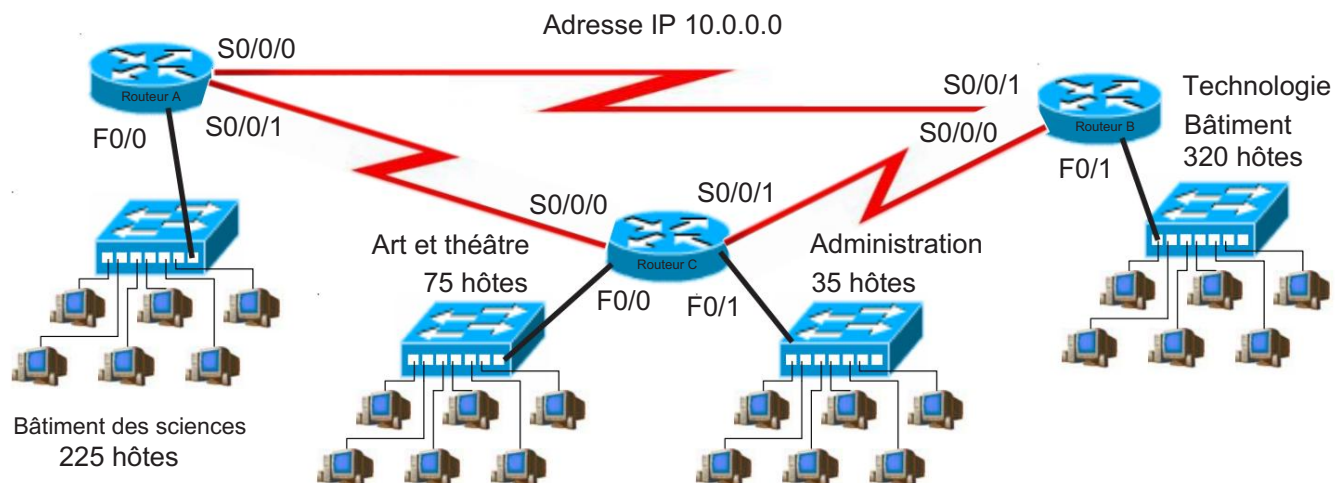 Adresse IP 10.0.0.0
S0/0/0
Routeur A
S0/0/1
F0/0
S0/0/1
S0/0/0
Routeur B
F0/1
Technologie
Bâtiment
320 hôtes
S0/0/0
S0/0/1
Routeur C
F0/0
F0/1
Art et théâtre
75 hôtes
Administration
35 hôtes
Bâtiment des sciences
225 hôtes